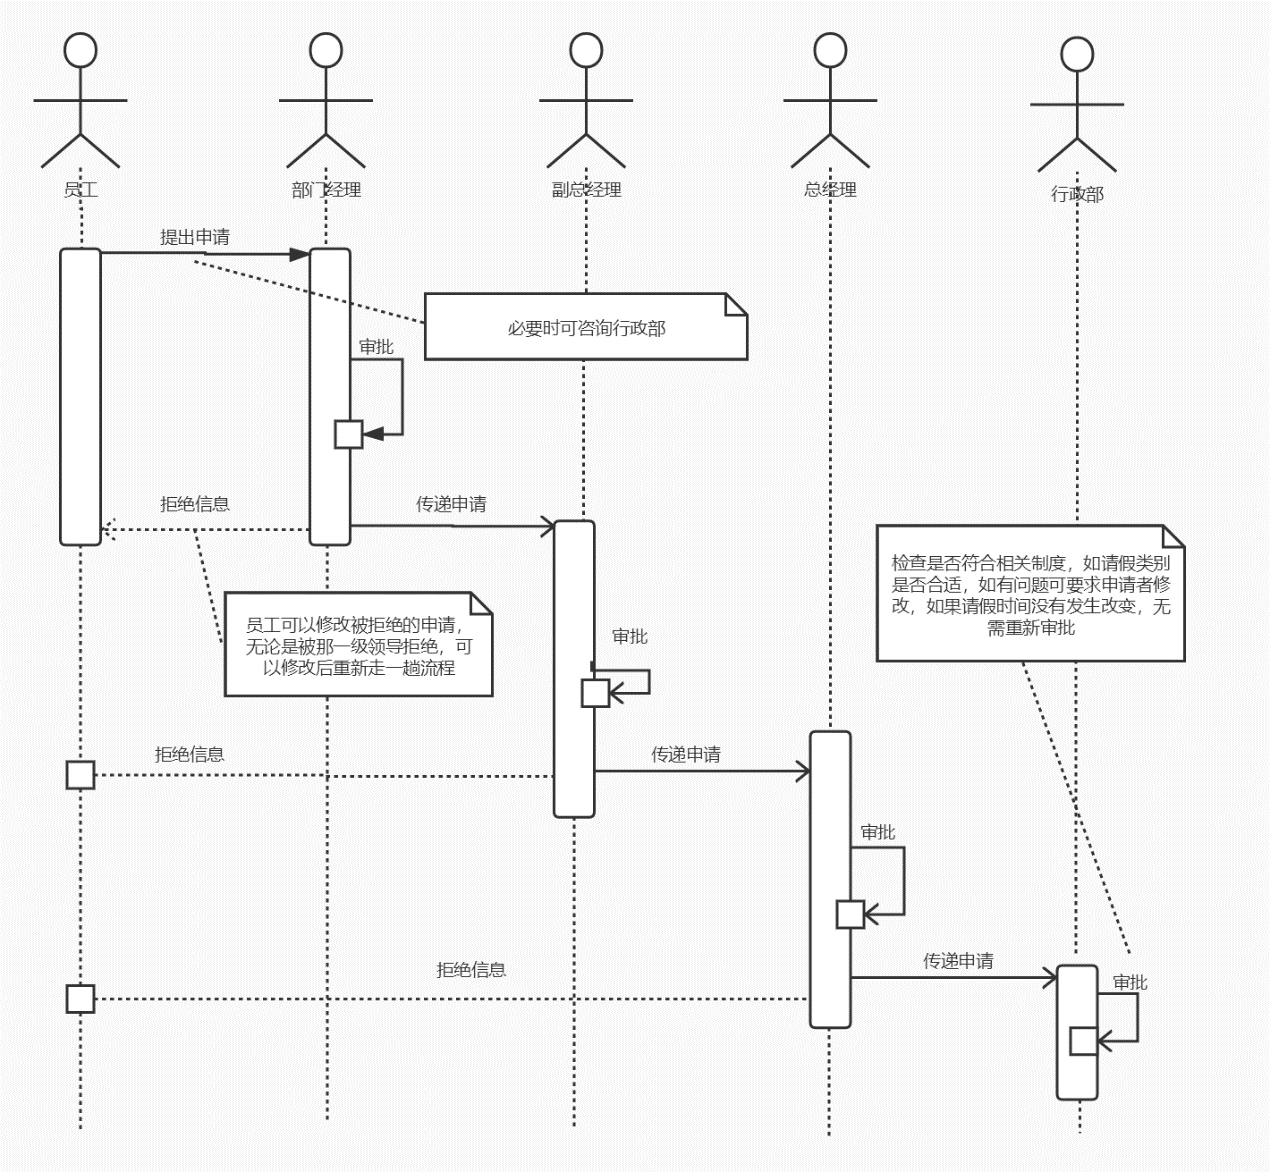 员工
部门经理
副总经理
总经理
行政部
提出申请
必要时可咨询行政部
审批
拒绝信息
传递申请
检查是否符合相关制度，如请假类别
是否合适，如有问题可要求申请者修
改，如果请假时间没有发生改变，无
需重新审批
员工可以修改被拒绝的申请，
无论是被那一级领导拒绝，可
以修改后重新走一趟流程
审批
拒绝信息
传递申请
审批
拒绝信息
传递申请
审批